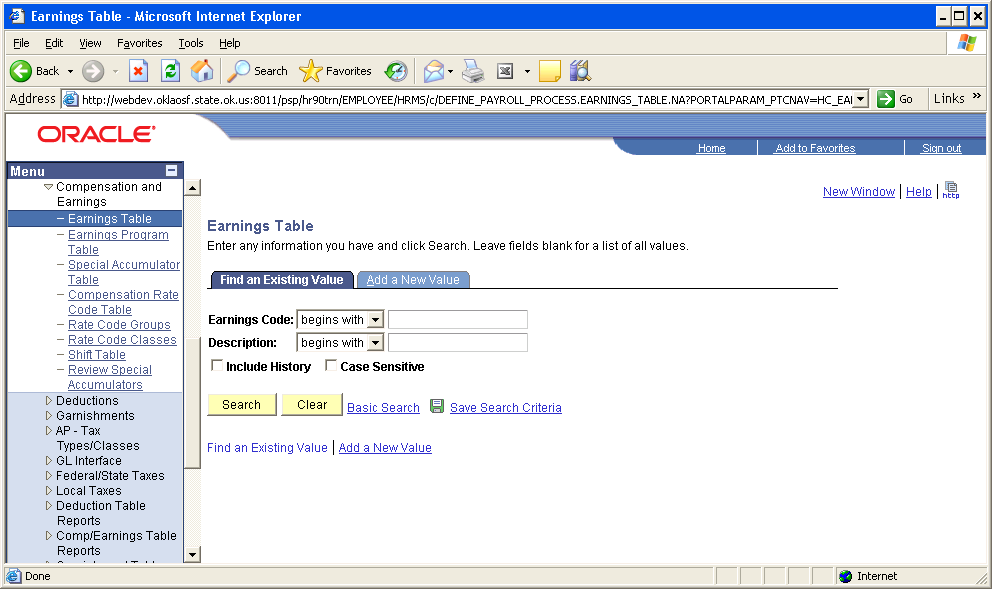 Earnings Table - Microsoft Internet Explorer
File Edit View Favorites Tools Help
Back Search Favorites
Address http://webdev.oklaosf.state.ok.us:8011/psp/hr90trn/EMPLOYEE/HRMS/c/DEFINE_PAYROLL_PROCESS.EARNINGS_TABLE.NA?PORTALPARAM_PTCNAV=HC_EA Go Links »
ORACLE®
Home Add to Favorites Sign out
Menu
Compensation and
Earnings
– Earnings Table
– Earnings Program
Table
– Special Accumulator
Table
– Compensation Rate
Code Table
– Rate Code Groups
– Rate Code Classes
– Shift Table
– Review Special
Accumulators
Deductions
Garnishments
AP - Tax
Types/Classes
GL Interface
Federal/State Taxes
Local Taxes
Deduction Table
Reports
Comp/Earnings Table
Reports
New Window | Help | http
Earnings Table
Enter any information you have and click Search. Leave fields blank for a list of all values.
Find an Existing Value Add a New Value
Earnings Code: begins with
Description: begins with
Include History Case Sensitive
Search Clear Basic Search Save Search Criteria
Find an Existing Value | Add a New Value
Done Internet